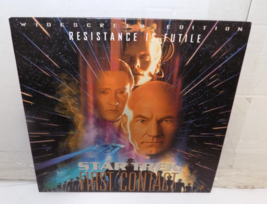 WIDESCREEN EDITION
RESISTANCE IS FUTILE
STAR TREK
FIRST CONTACT